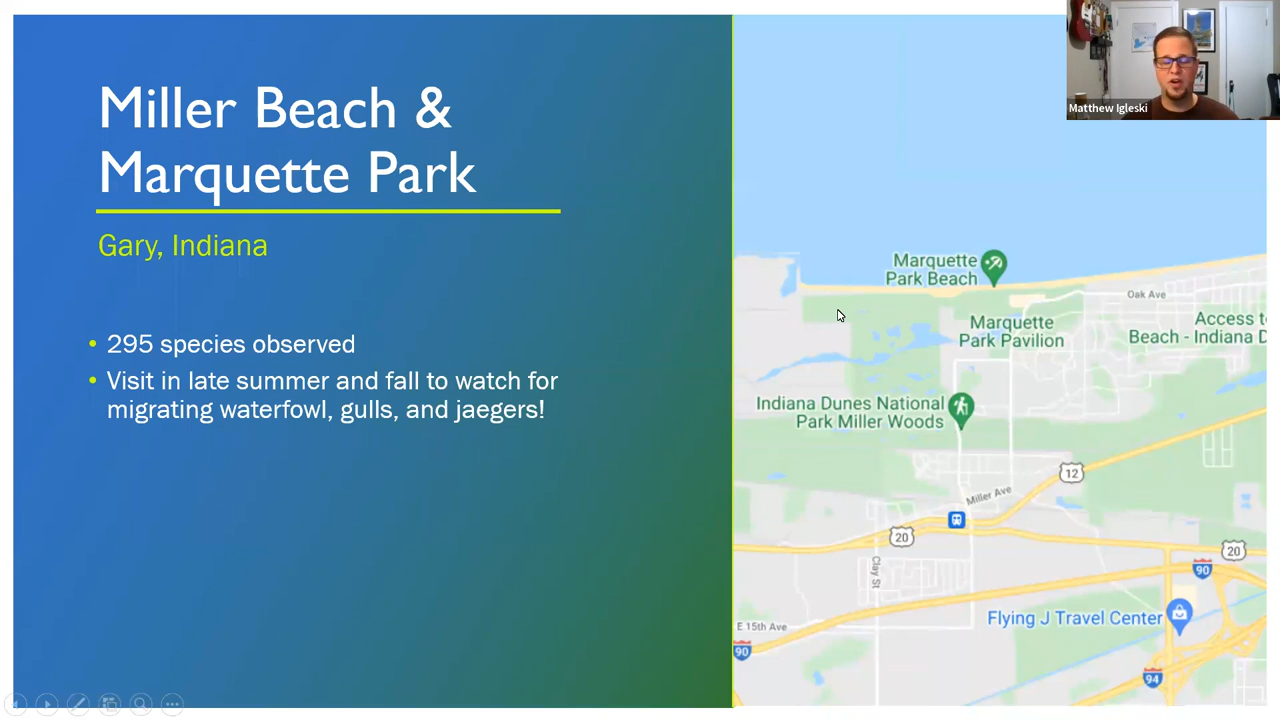 Miller Beach &
Marquette Park
Gary, Indiana
• 295 species observed
• Visit in late summer and fall to watch for
migrating waterfowl, gulls, and jaegers!
Matthew Igleski
Marquette
Park Beach
Oak Ave
Marquette
Park Pavilion
Access to
Beach - Indiana D
Indiana Dunes National
Park Miller Woods
12
Miller Ave
20
20
Clay St
90
Flying J Travel Center
E 15th Ave
90
94